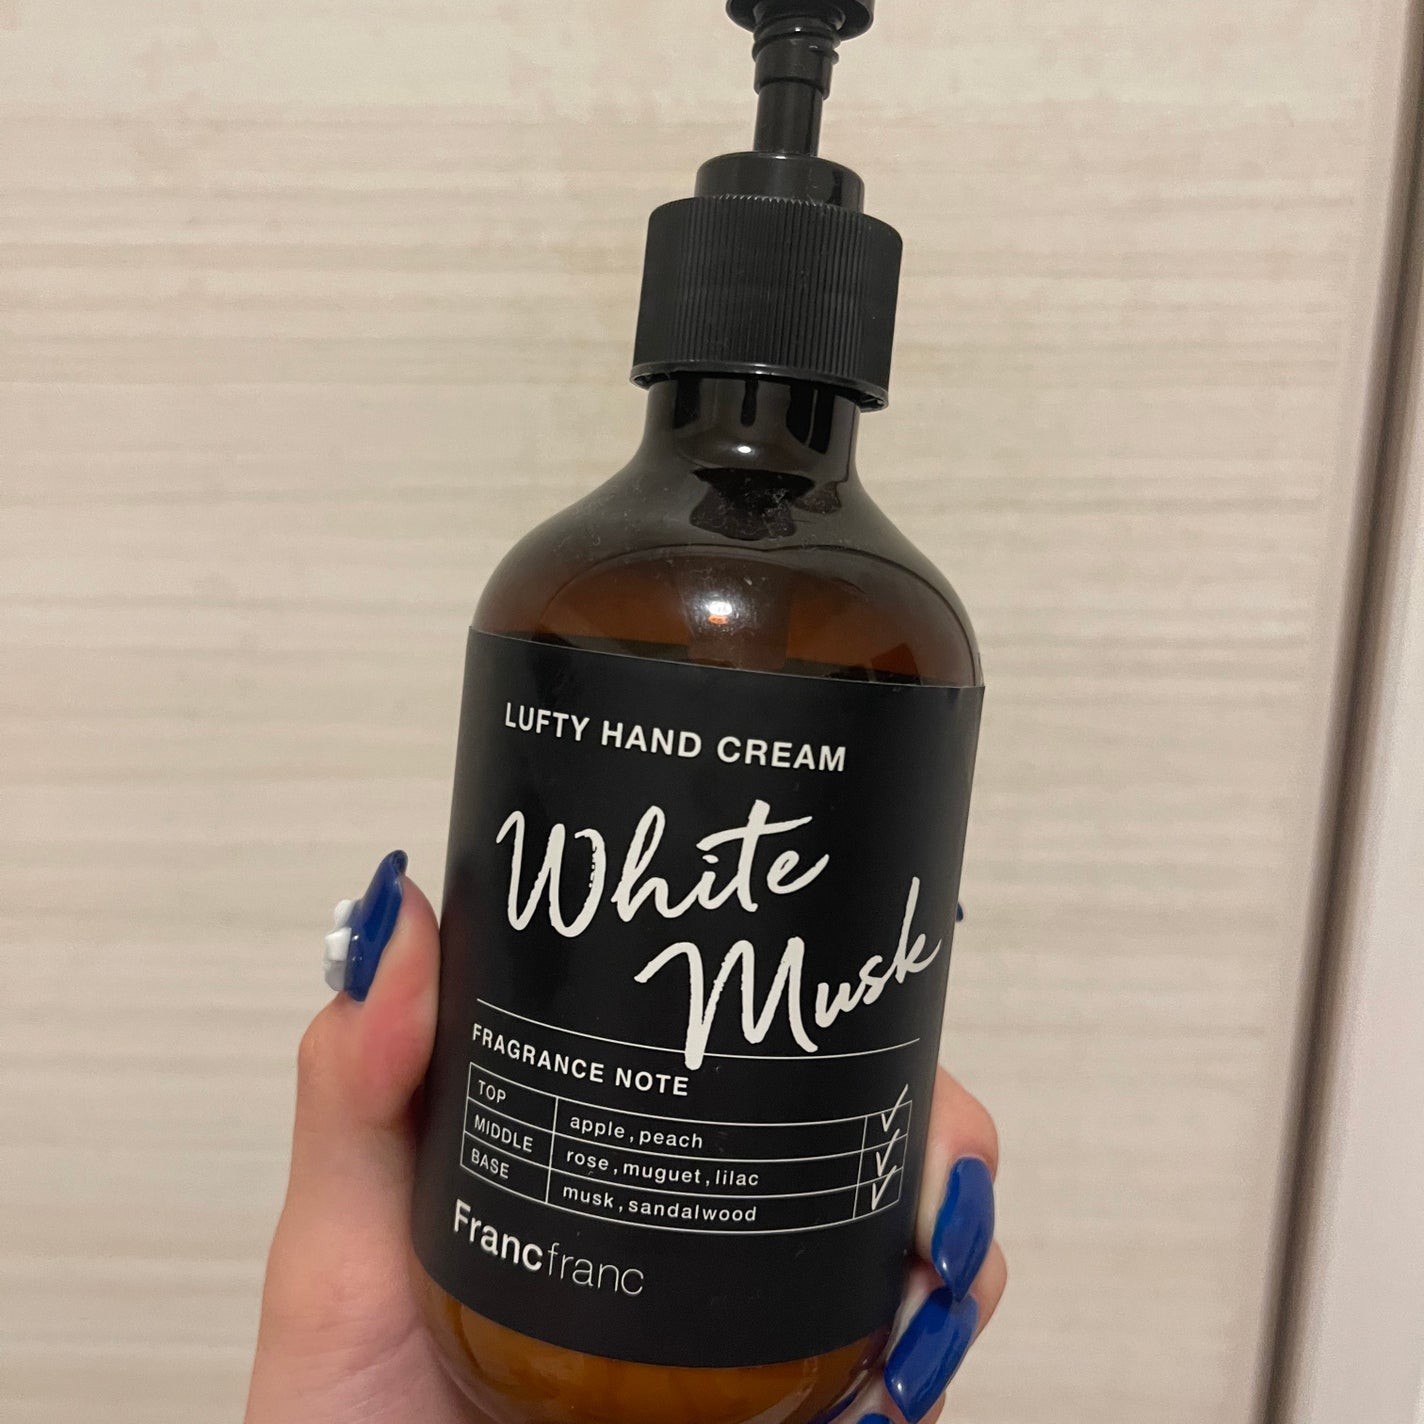 LUFTY HAND CREAM
White
Musk
FRAGRANCE NOTE
TOP apple, peach ✓
MIDDLE rose, muguet, lilac ✓
BASE musk, sandalwood ✓
Francfranc